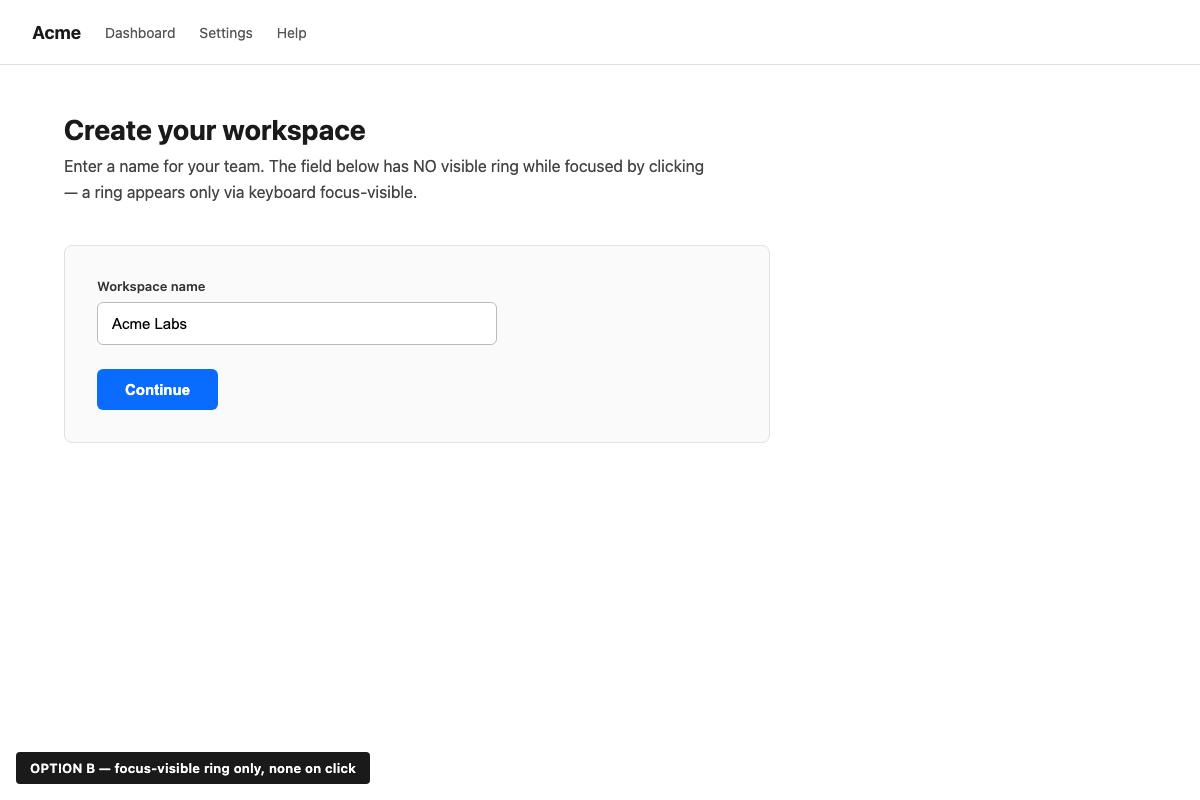 Acme Dashboard Settings Help
Create your workspace
Enter a name for your team. The field below has NO visible ring while focused by clicking
— a ring appears only via keyboard focus-visible.
Workspace name
Acme Labs
Continue
OPTION B — focus-visible ring only, none on click